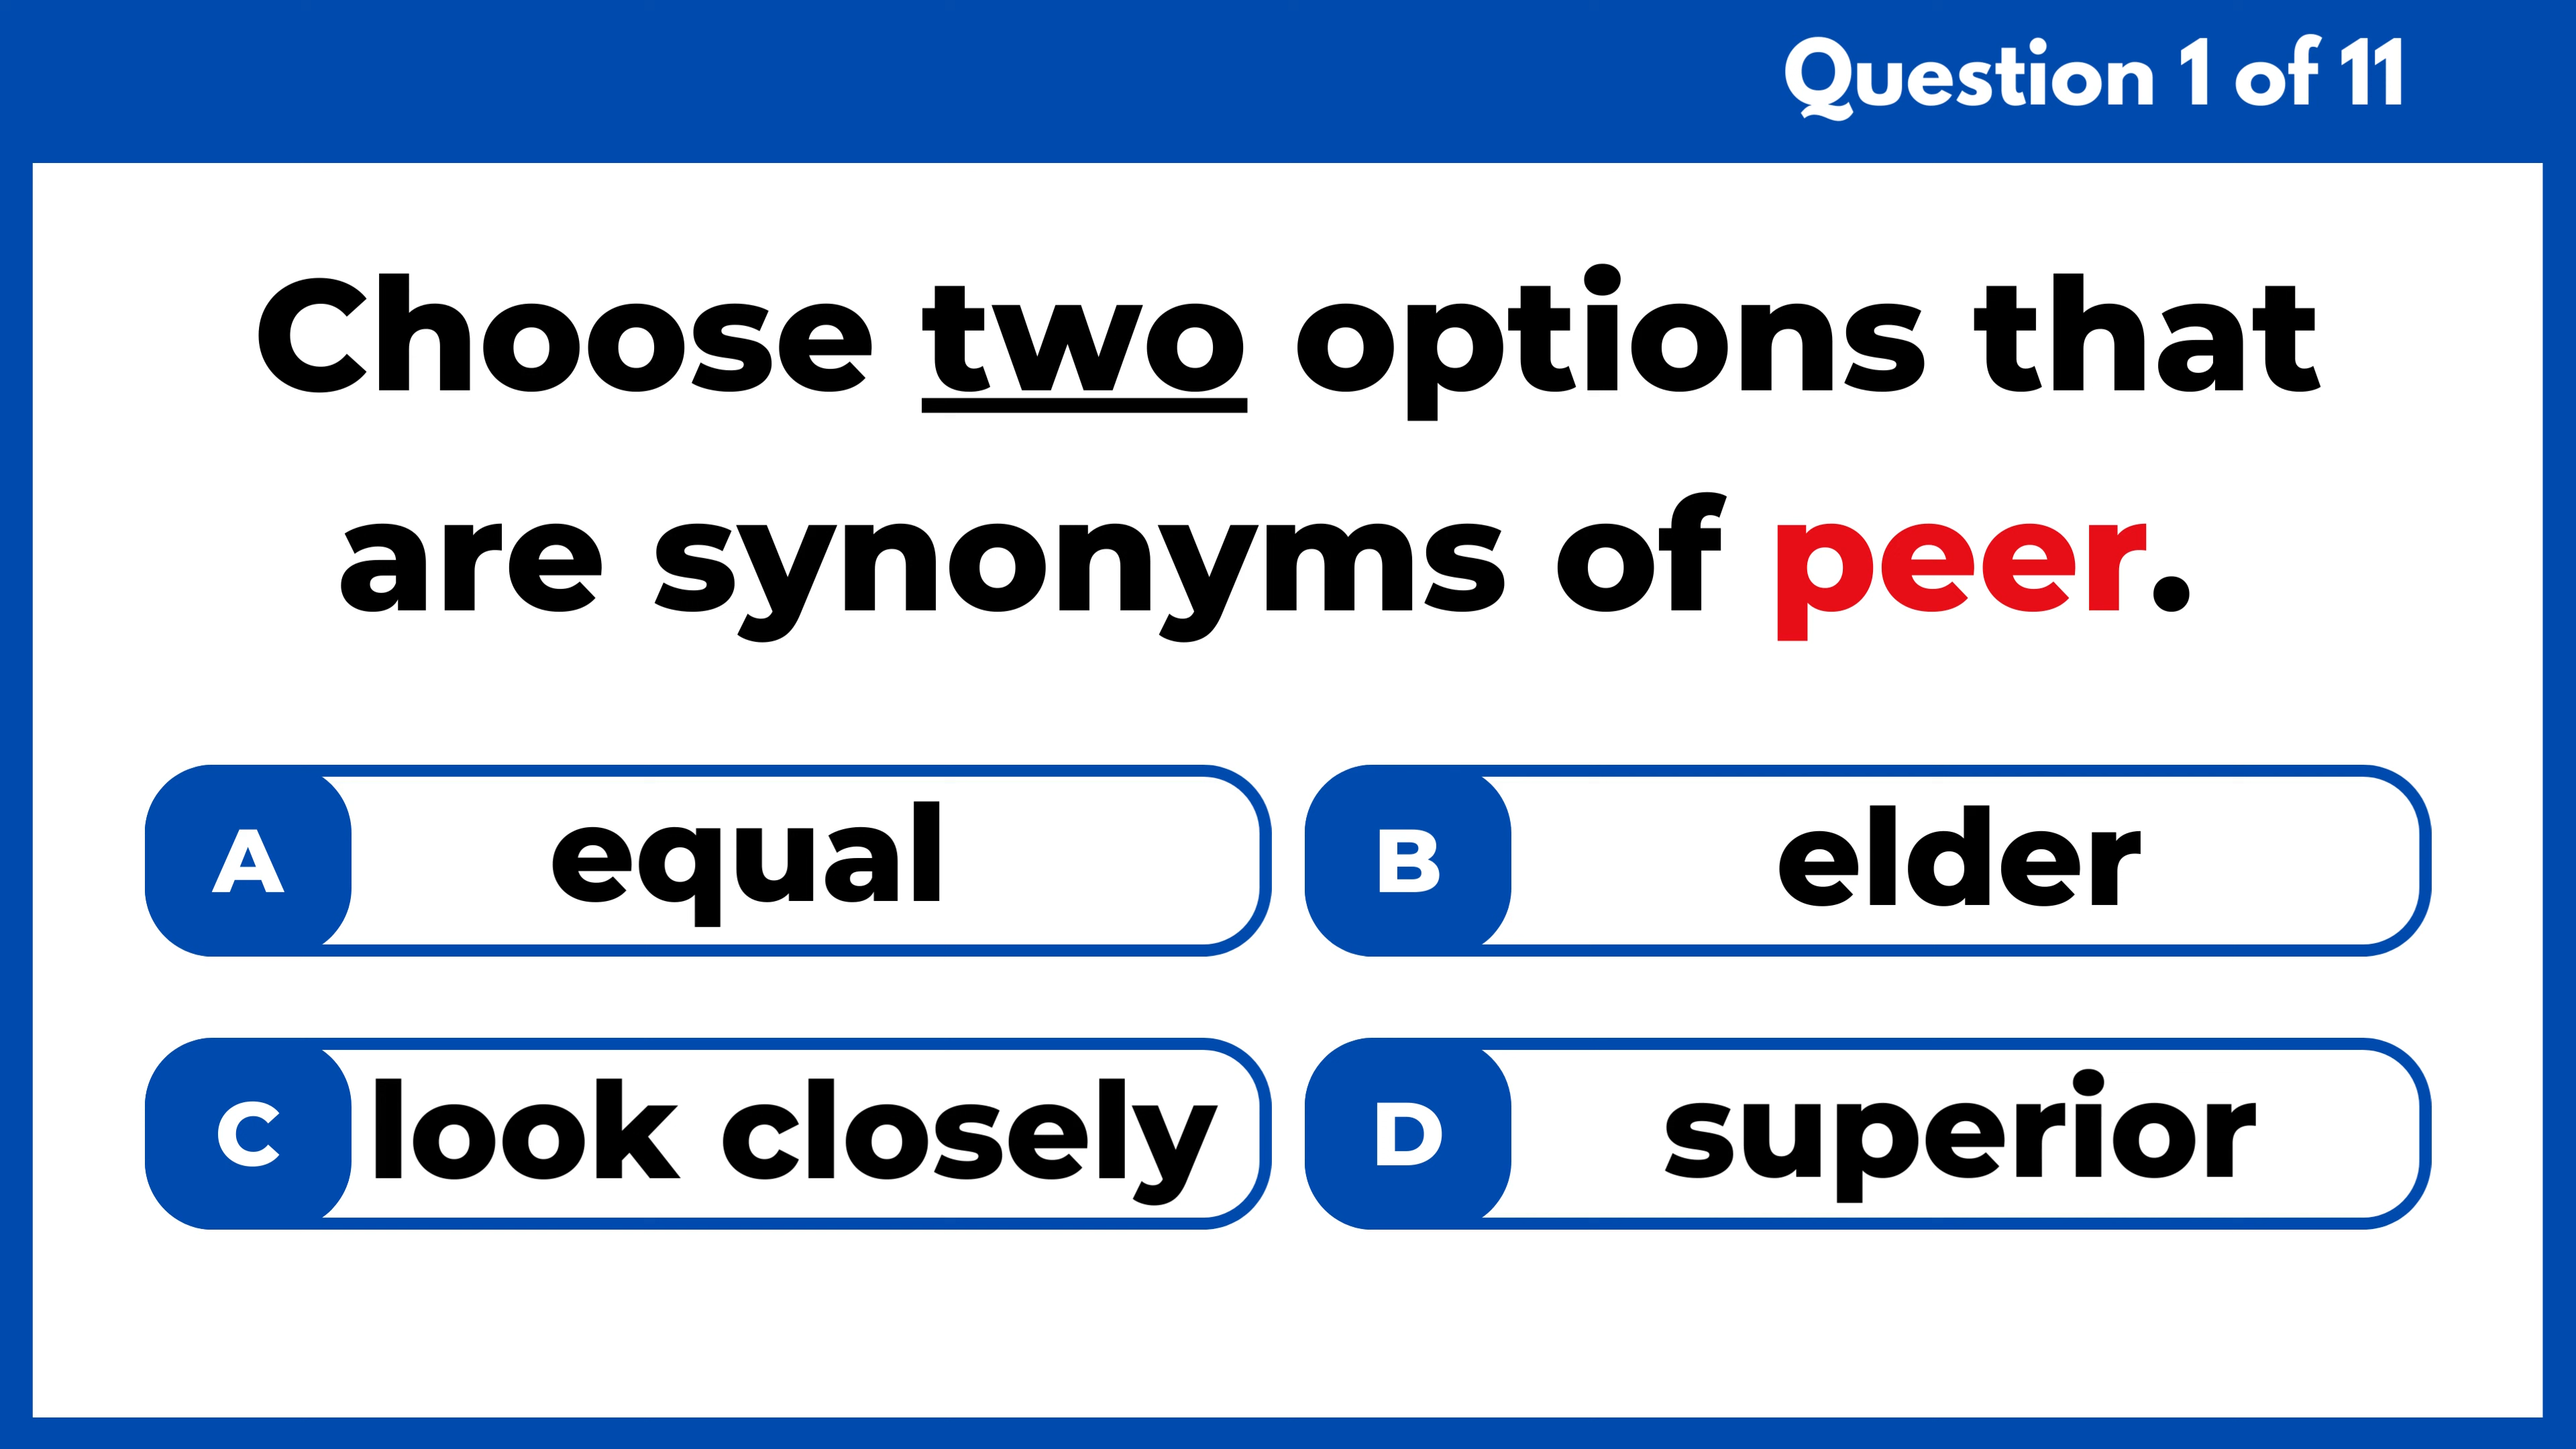 Question 1 of 11
Choose two options that
are synonyms of peer.
A equal
B elder
C look closely
D superior